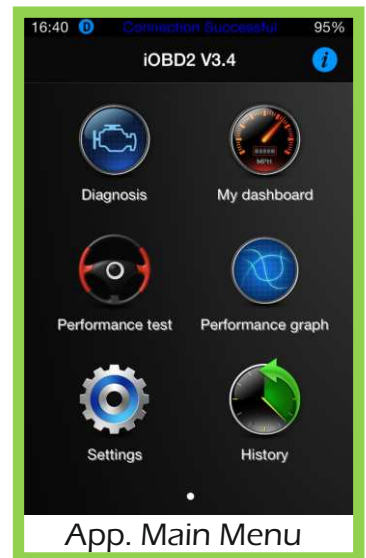 16:40 D Connection Successful 95%
iOBD2 V3.4 i
Diagnosis My dashboard
MPH
Performance test Performance graph
Settings History
App. Main Menu